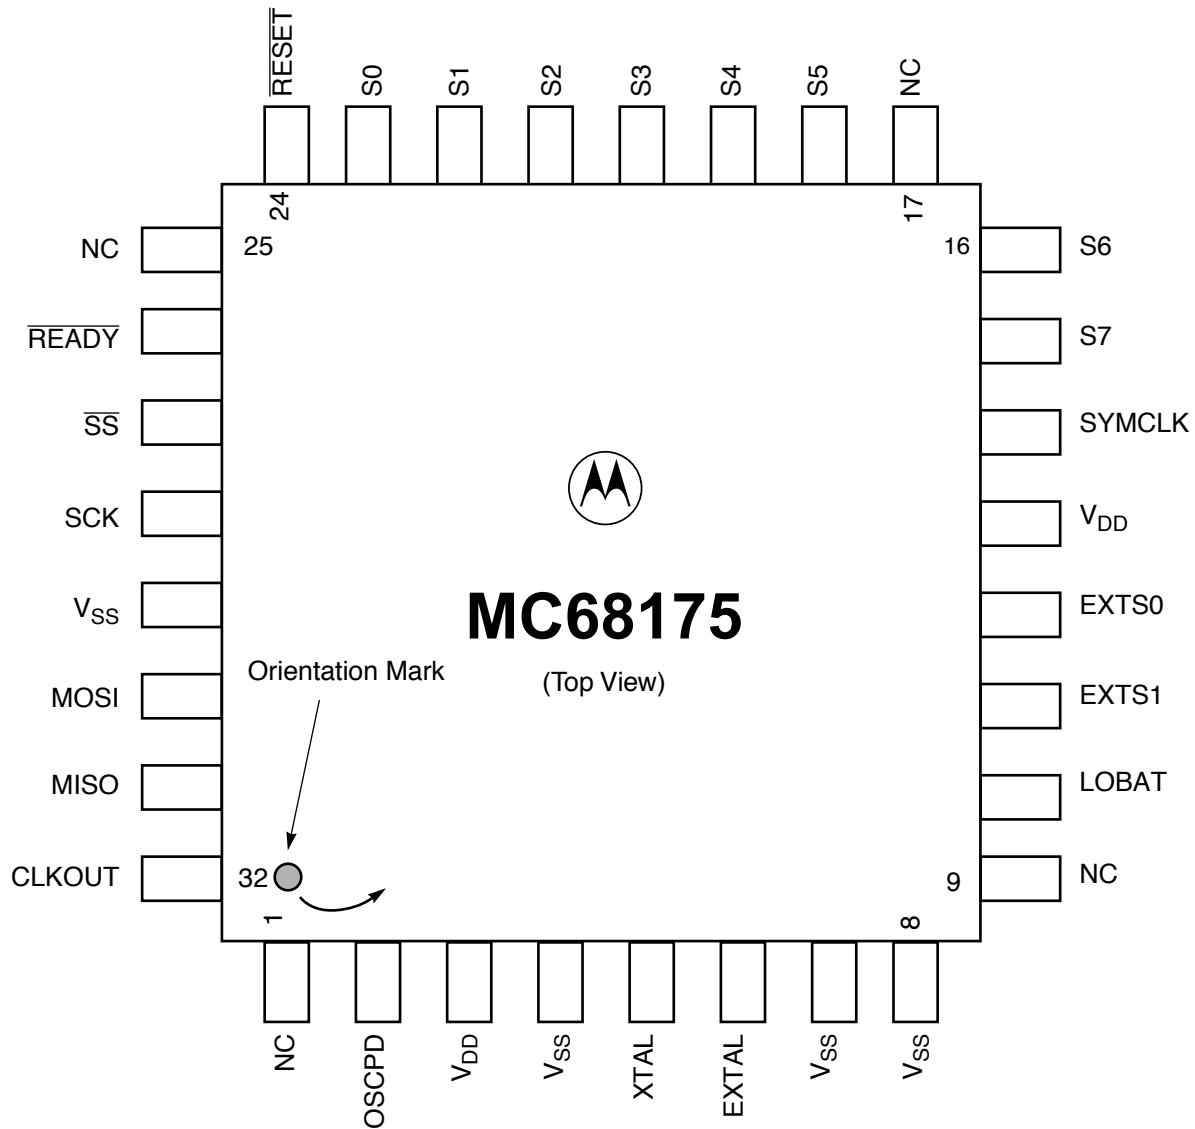 RESET
S0
S1
S2
S3
S4
S5
NC
24
17
NC
25
16
S6
READY
S7
SS
SYMCLK
SCK
VDD
VSS
EXTS0
MC68175
Orientation Mark
(Top View)
MOSI
EXTS1
MISO
LOBAT
CLKOUT
32
9
NC
1
8
NC
OSCPD
VDD
VSS
XTAL
EXTAL
VSS
VSS